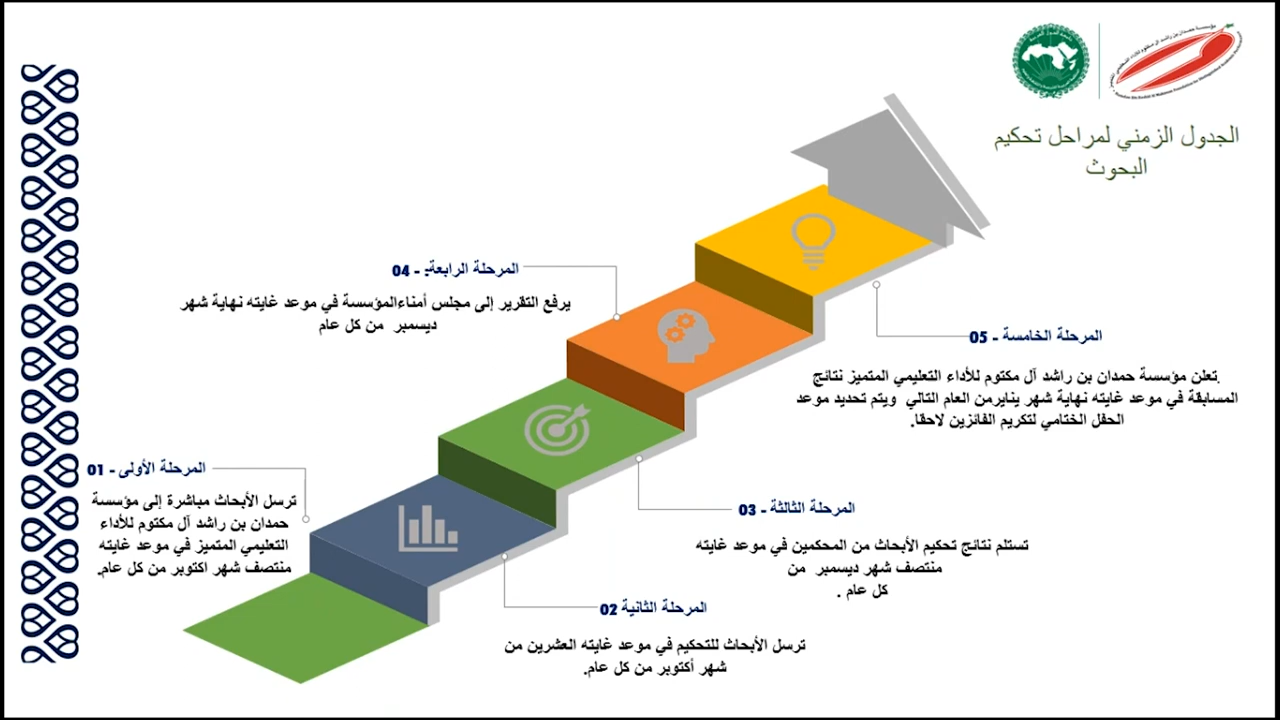 الجدول الزمني لمراحل تحكيم
البحوث
01 - المرحلة الأولى
ترسل الأبحاث مباشرة إلى مؤسسة
حمدان بن راشد آل مكتوم للأداء
التعليمي المتميز في موعد غايته
منتصف شهر اكتوبر من كل عام.
02 المرحلة الثانية
ترسل الأبحاث للتحكيم في موعد غايته العشرين من
شهر أكتوبر من كل عام.
03 - المرحلة الثالثة
تستلم نتائج تحكيم الأبحاث من المحكمين في موعد غايته
منتصف شهر ديسمبر من
كل عام .
04 - المرحلة الرابعة:
يرفع التقرير إلى مجلس أمناءالمؤسسة في موعد غايته نهاية شهر
ديسمبر من كل عام
05 - المرحلة الخامسة
.تعلن مؤسسة حمدان بن راشد آل مكتوم للأداء التعليمي المتميز نتائج
المسابقة في موعد غايته نهاية شهر ينايرمن العام التالي ويتم تحديد موعد
الحفل الختامي لتكريم الفائزين لاحقا.